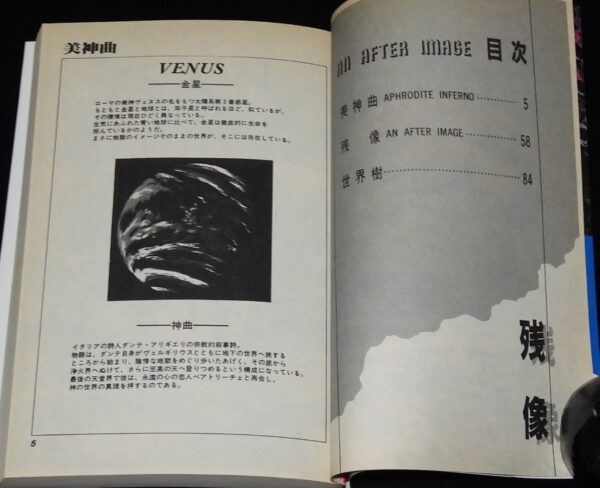 AN AFTER IMAGE 目次
美神曲 APHRODITE INFERNO ………… 5
残像 AN AFTER IMAGE ………… 58
世界樹 ………… 84
残像
美神曲
VENUS
金星
ローマの美神ヴェヌスの名をもつ太陽系第2番惑星。
もともと金星と地球とは、双子星と呼ばれるほど、似ているが、
その環境は現在ひどく異なっている。
生気にあふれた青い地球に比べて、金星は徹底的に生命を
拒んでいるかのようだ。
まさに地獄のイメージそのままの世界が、そこには存在している。
神曲
イタリアの詩人ダンテ・アリギエリの宗教的叙事詩。
物語は、ダンテ自身がヴェルギリウスとともに地下の世界へ旅する
ところから始まり、陰惨な地獄をめぐり歩いたあげく、その底から
浄火界へぬけて、さらに至高の天へ登りつめるという構成になっている。
最後の天堂界で彼は、永遠の心の恋人ベアトリーチェと再会し、
神の世界の真理を拝するのである。
5